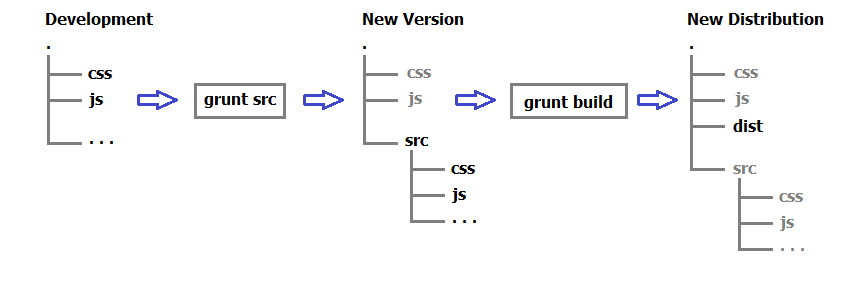 Development
.
css
js
. . .
grunt src
New Version
.
css
js
src
css
js
. . .
grunt build
New Distribution
.
css
js
dist
src
css
js
. . .